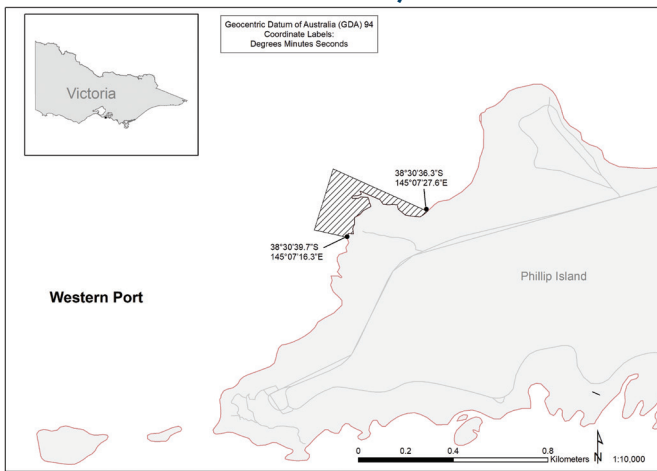 Geocentric Datum of Australia (GDA) 94
Coordinate Labels:
Degrees Minutes Seconds
Victoria
38°30'36.3"S
145°07'27.6"E
38°30'39.7"S
145°07'16.3"E
Phillip Island
Western Port
0 0.2 0.4 0.8
Kilometers
N
1:10,000